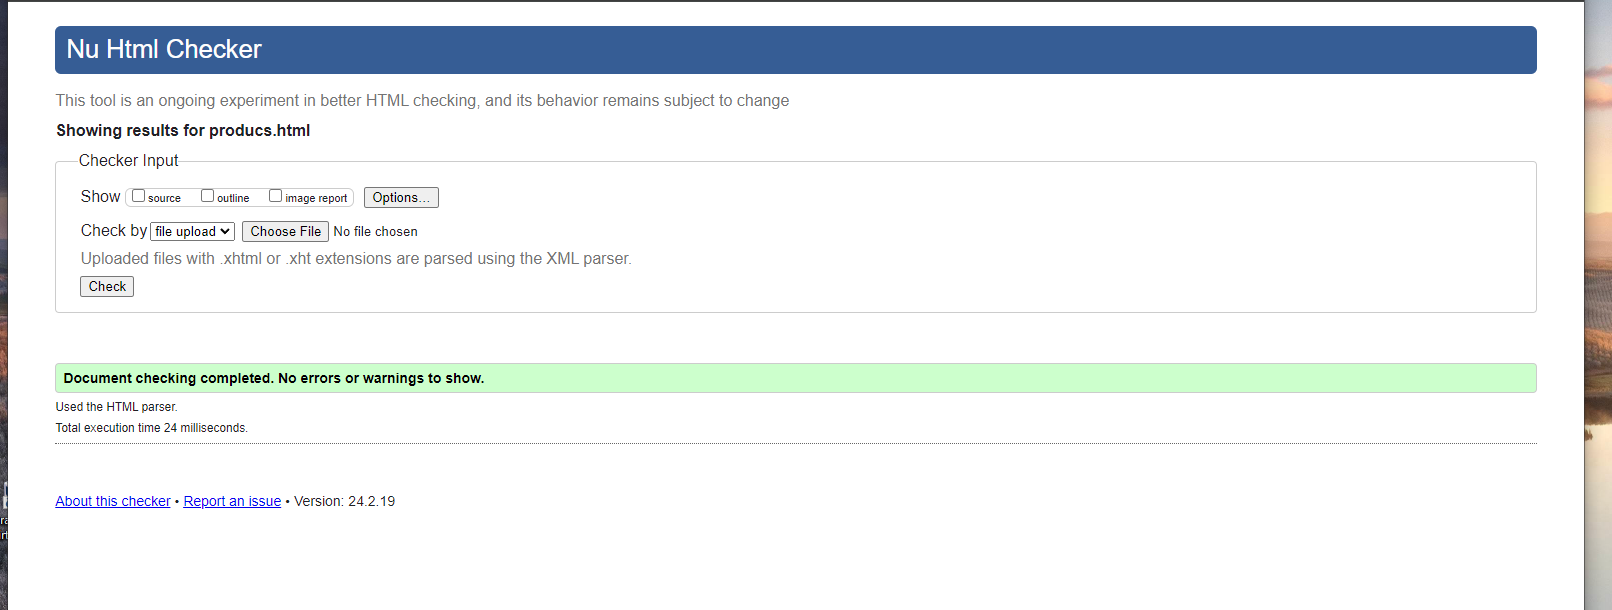 Nu Html Checker
This tool is an ongoing experiment in better HTML checking, and its behavior remains subject to change
Showing results for producs.html
Checker Input
Show source outline image report Options...
Check by file upload Choose File No file chosen
Uploaded files with .xhtml or .xht extensions are parsed using the XML parser.
Check
Document checking completed. No errors or warnings to show.
Used the HTML parser.
Total execution time 24 milliseconds.
About this checker • Report an issue • Version: 24.2.19